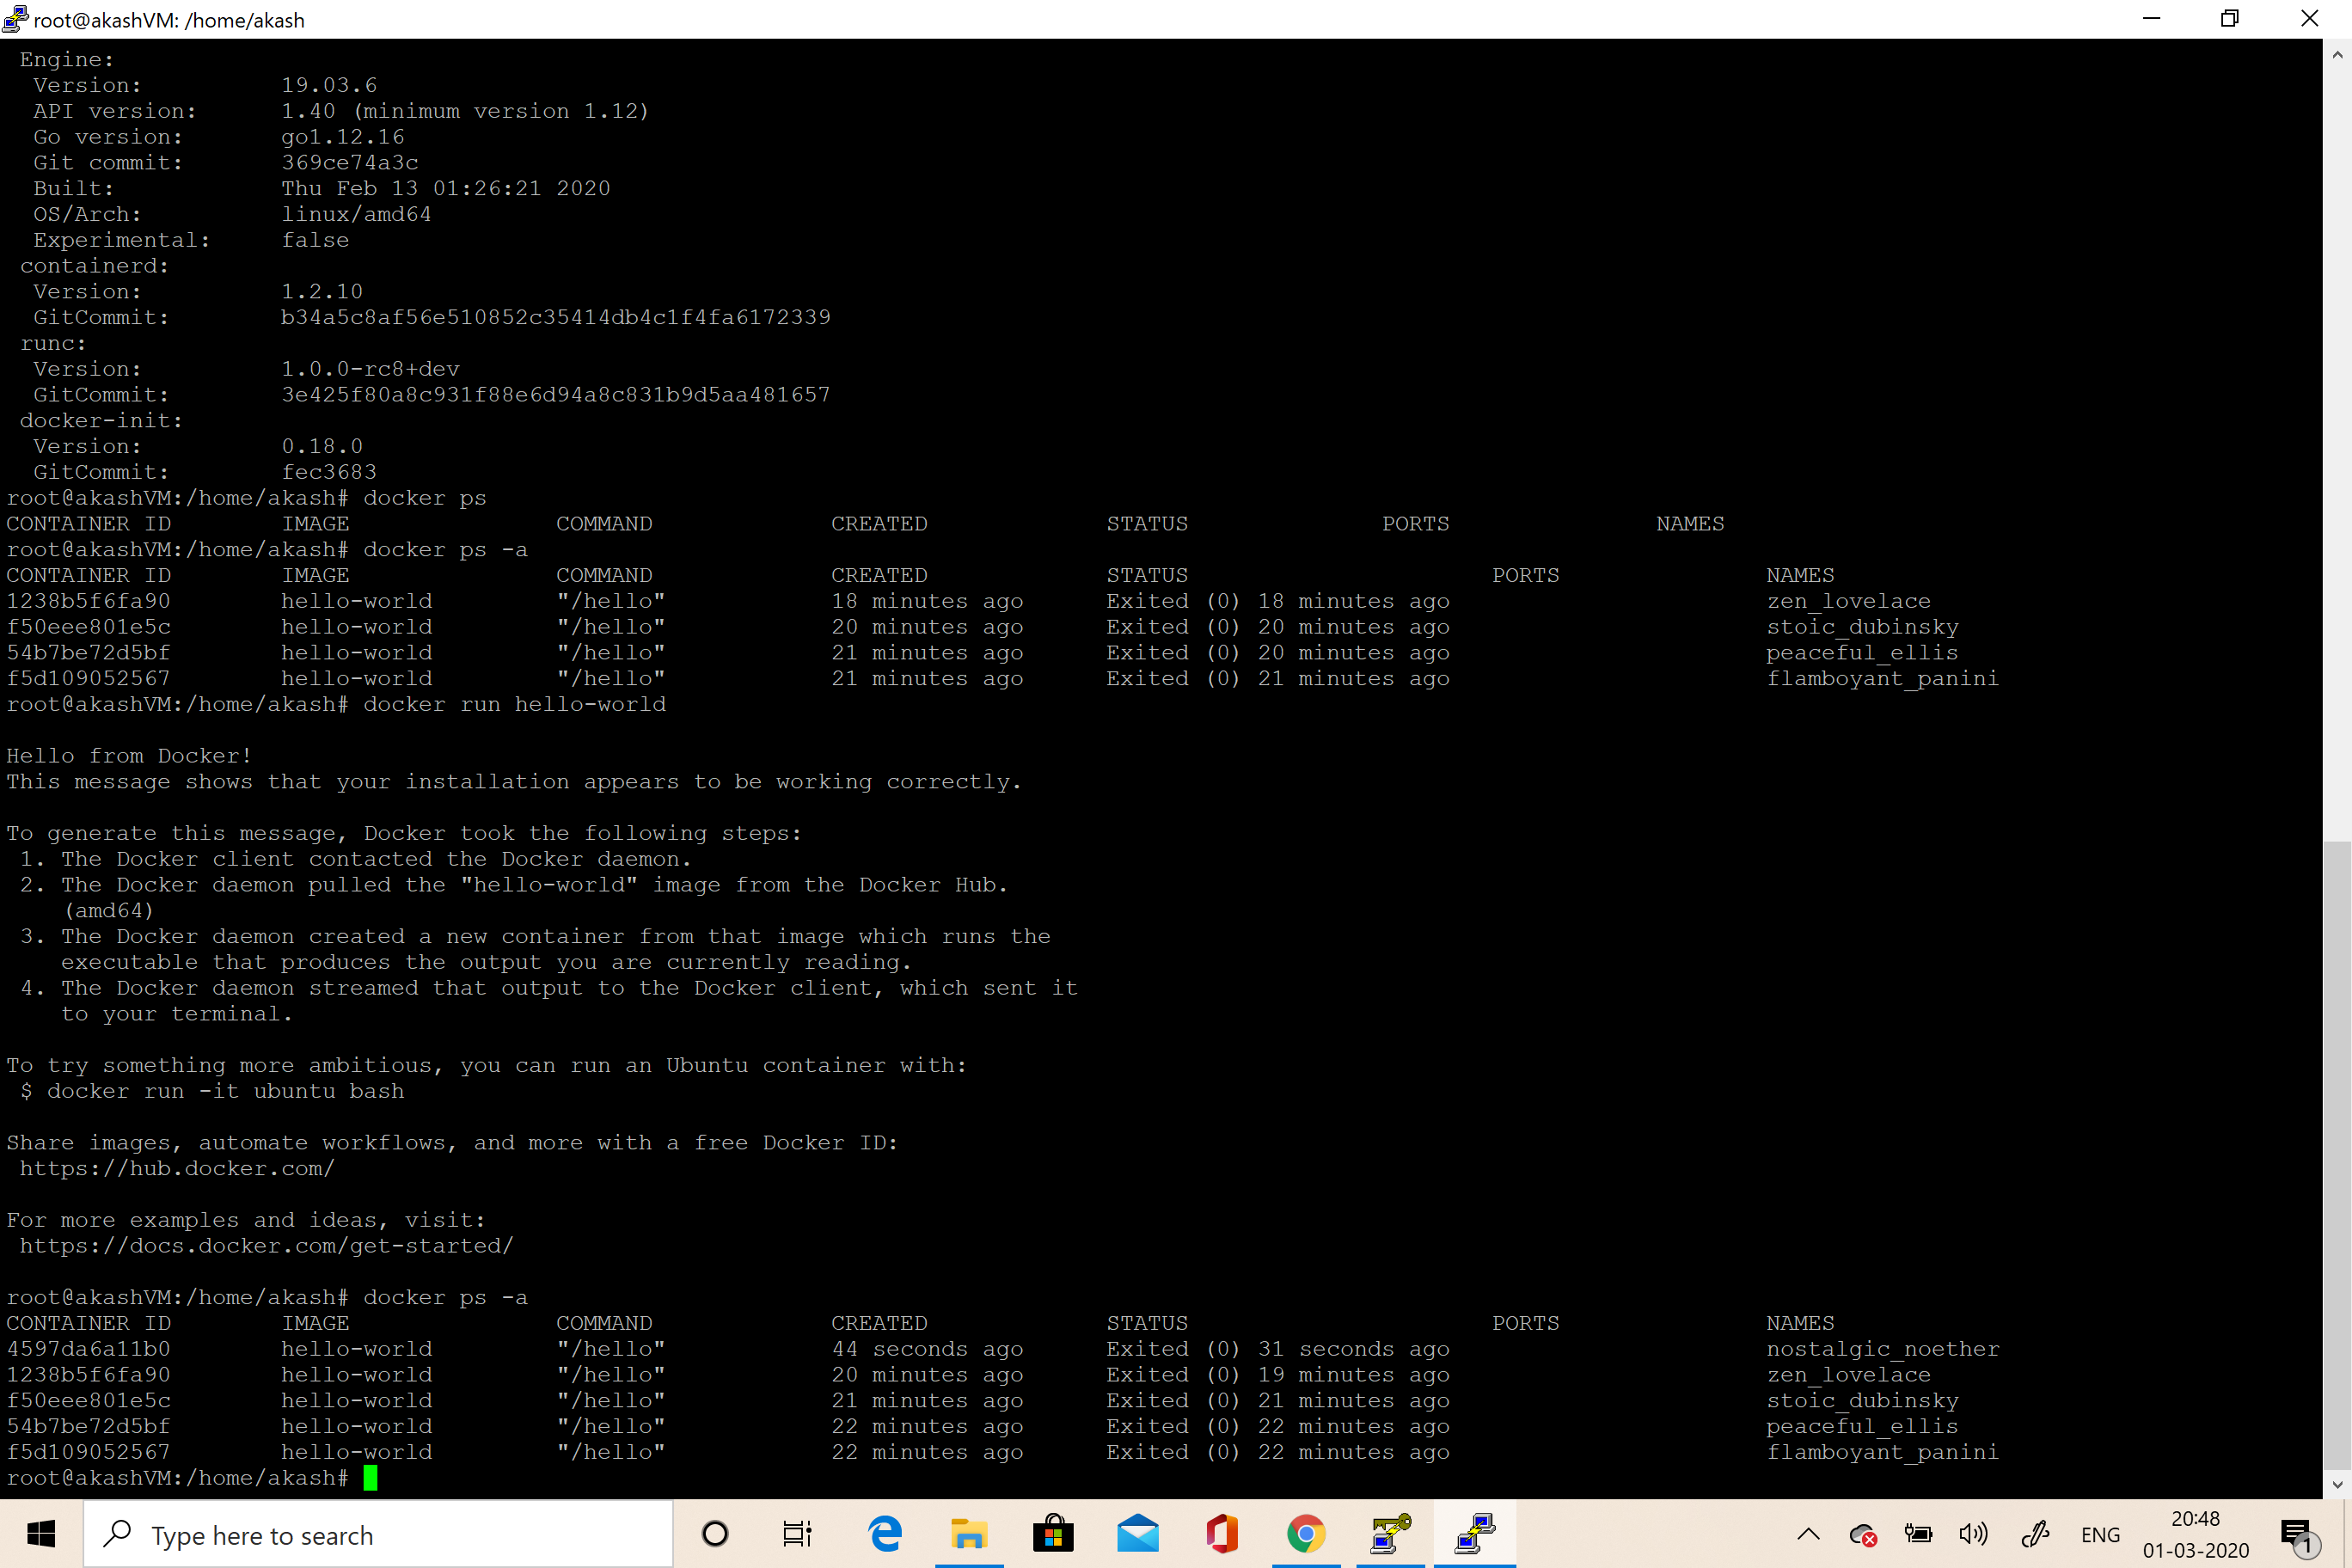 root@akashVM: /home/akash
Engine:
Version: 19.03.6
API version: 1.40 (minimum version 1.12)
Go version: go1.12.16
Git commit: 369ce74a3c
Built: Thu Feb 13 01:26:21 2020
OS/Arch: linux/amd64
Experimental: false
containerd:
Version: 1.2.10
GitCommit: b34a5c8af56e510852c35414db4c1f4fa6172339
runc:
Version: 1.0.0-rc8+dev
GitCommit: 3e425f80a8c931f88e6d94a8c831b9d5aa481657
docker-init:
Version: 0.18.0
GitCommit: fec3683
root@akashVM:/home/akash# docker ps
CONTAINER ID IMAGE COMMAND CREATED STATUS PORTS NAMES
root@akashVM:/home/akash# docker ps -a
CONTAINER ID IMAGE COMMAND CREATED STATUS PORTS NAMES
1238b5f6fa90 hello-world "/hello" 18 minutes ago Exited (0) 18 minutes ago zen_lovelace
f50eee801e5c hello-world "/hello" 20 minutes ago Exited (0) 20 minutes ago stoic_dubinsky
54b7be72d5bf hello-world "/hello" 21 minutes ago Exited (0) 20 minutes ago peaceful_ellis
f5d109052567 hello-world "/hello" 21 minutes ago Exited (0) 21 minutes ago flamboyant_panini
root@akashVM:/home/akash# docker run hello-world
Hello from Docker!
This message shows that your installation appears to be working correctly.
To generate this message, Docker took the following steps:
1. The Docker client contacted the Docker daemon.
2. The Docker daemon pulled the "hello-world" image from the Docker Hub.
(amd64)
3. The Docker daemon created a new container from that image which runs the
executable that produces the output you are currently reading.
4. The Docker daemon streamed that output to the Docker client, which sent it
to your terminal.
To try something more ambitious, you can run an Ubuntu container with:
$ docker run -it ubuntu bash
Share images, automate workflows, and more with a free Docker ID:
https://hub.docker.com/
For more examples and ideas, visit:
https://docs.docker.com/get-started/
root@akashVM:/home/akash# docker ps -a
CONTAINER ID IMAGE COMMAND CREATED STATUS PORTS NAMES
4597da6a11b0 hello-world "/hello" 44 seconds ago Exited (0) 31 seconds ago nostalgic_noether
1238b5f6fa90 hello-world "/hello" 20 minutes ago Exited (0) 19 minutes ago zen_lovelace
f50eee801e5c hello-world "/hello" 21 minutes ago Exited (0) 21 minutes ago stoic_dubinsky
54b7be72d5bf hello-world "/hello" 22 minutes ago Exited (0) 22 minutes ago peaceful_ellis
f5d109052567 hello-world "/hello" 22 minutes ago Exited (0) 22 minutes ago flamboyant_panini
root@akashVM:/home/akash#
Type here to search
ENG
20:48
01-03-2020
1